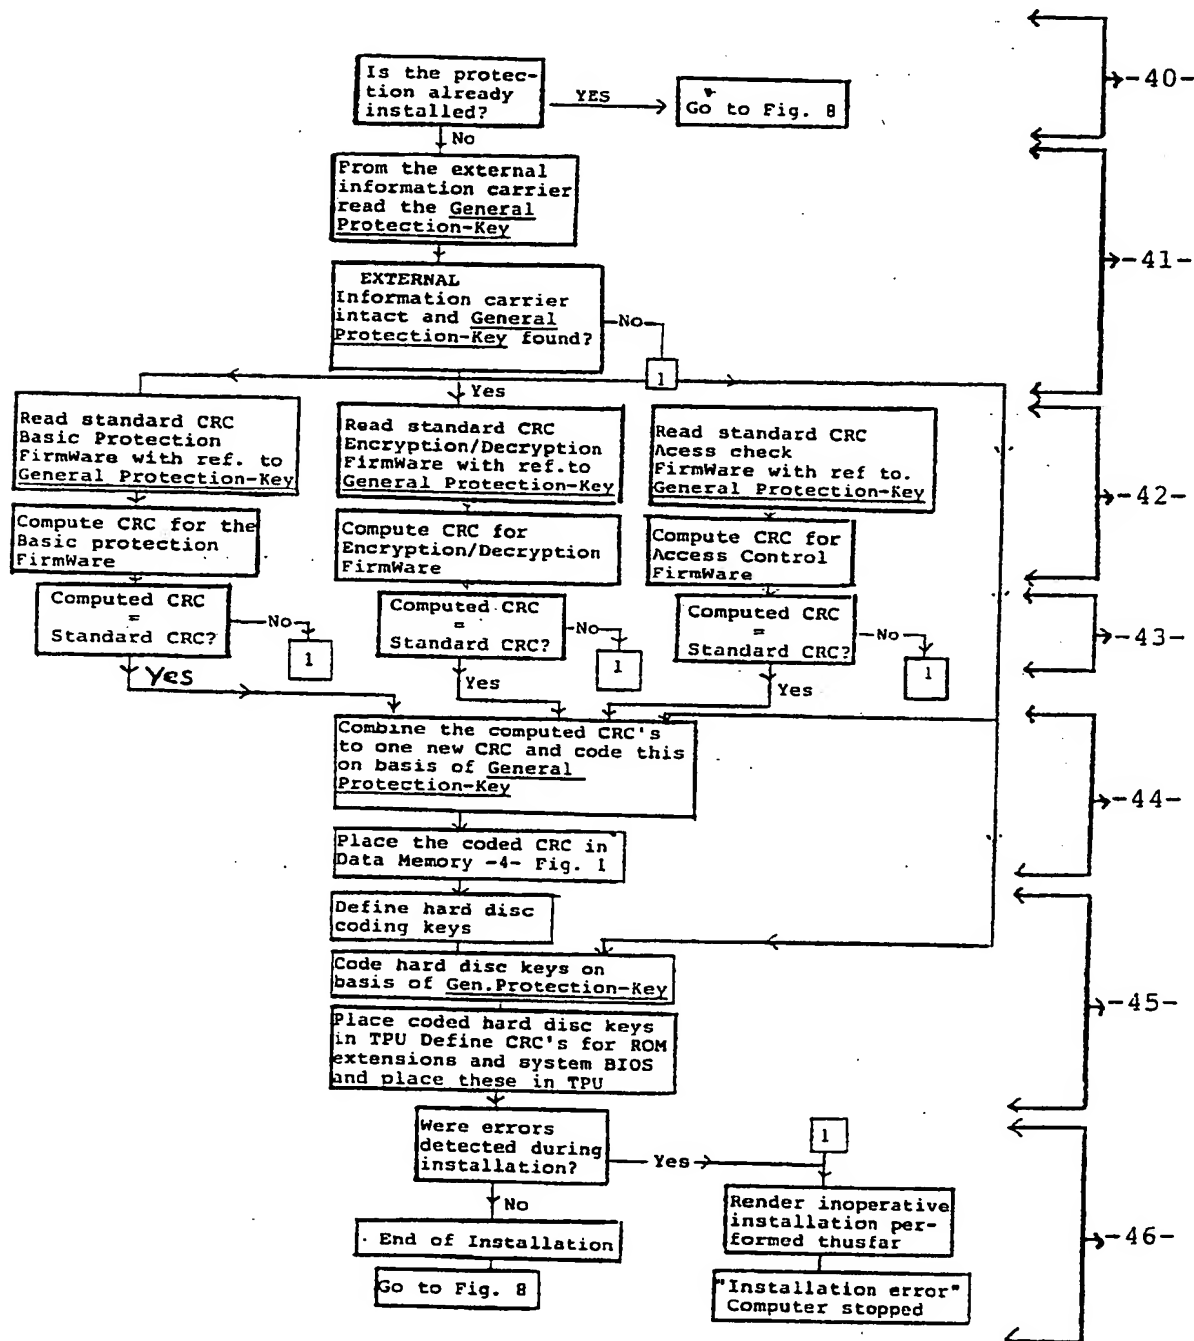 Is the protec-
tion already
installed?
YES
Go to Fig. 8
-40-
No
From the external
information carrier
read the General
Protection-Key
EXTERNAL
Information carrier
intact and General
Protection-Key found?
No
1
-41-
Yes
Read standard CRC
Basic Protection
FirmWare with ref. to
General Protection-Key
Read standard CRC
Encryption/Decryption
FirmWare with ref.to
General Protection-Key
Read standard CRC
Acess check
FirmWare with ref to.
General Protection-Key
Compute CRC for the
Basic protection
FirmWare
Compute CRC for
Encryption/Decryption
FirmWare
Compute CRC for
Access Control
FirmWare
-42-
Computed CRC
=
Standard CRC?
No
1
Computed CRC
=
Standard CRC?
No
1
Computed CRC
=
Standard CRC?
No
1
-43-
Yes
Yes
Yes
Combine the computed CRC's
to one new CRC and code this
on basis of General
Protection-Key
Place the coded CRC in
Data Memory -4- Fig. 1
-44-
Define hard disc
coding keys
Code hard disc keys on
basis of Gen.Protection-Key
Place coded hard disc keys
in TPU Define CRC's for ROM
extensions and system BIOS
and place these in TPU
-45-
Were errors
detected during
installation?
Yes
1
No
Render inoperative
installation per-
formed thusfar
End of Installation
Go to Fig. 8
"Installation error"
Computer stopped
-46-